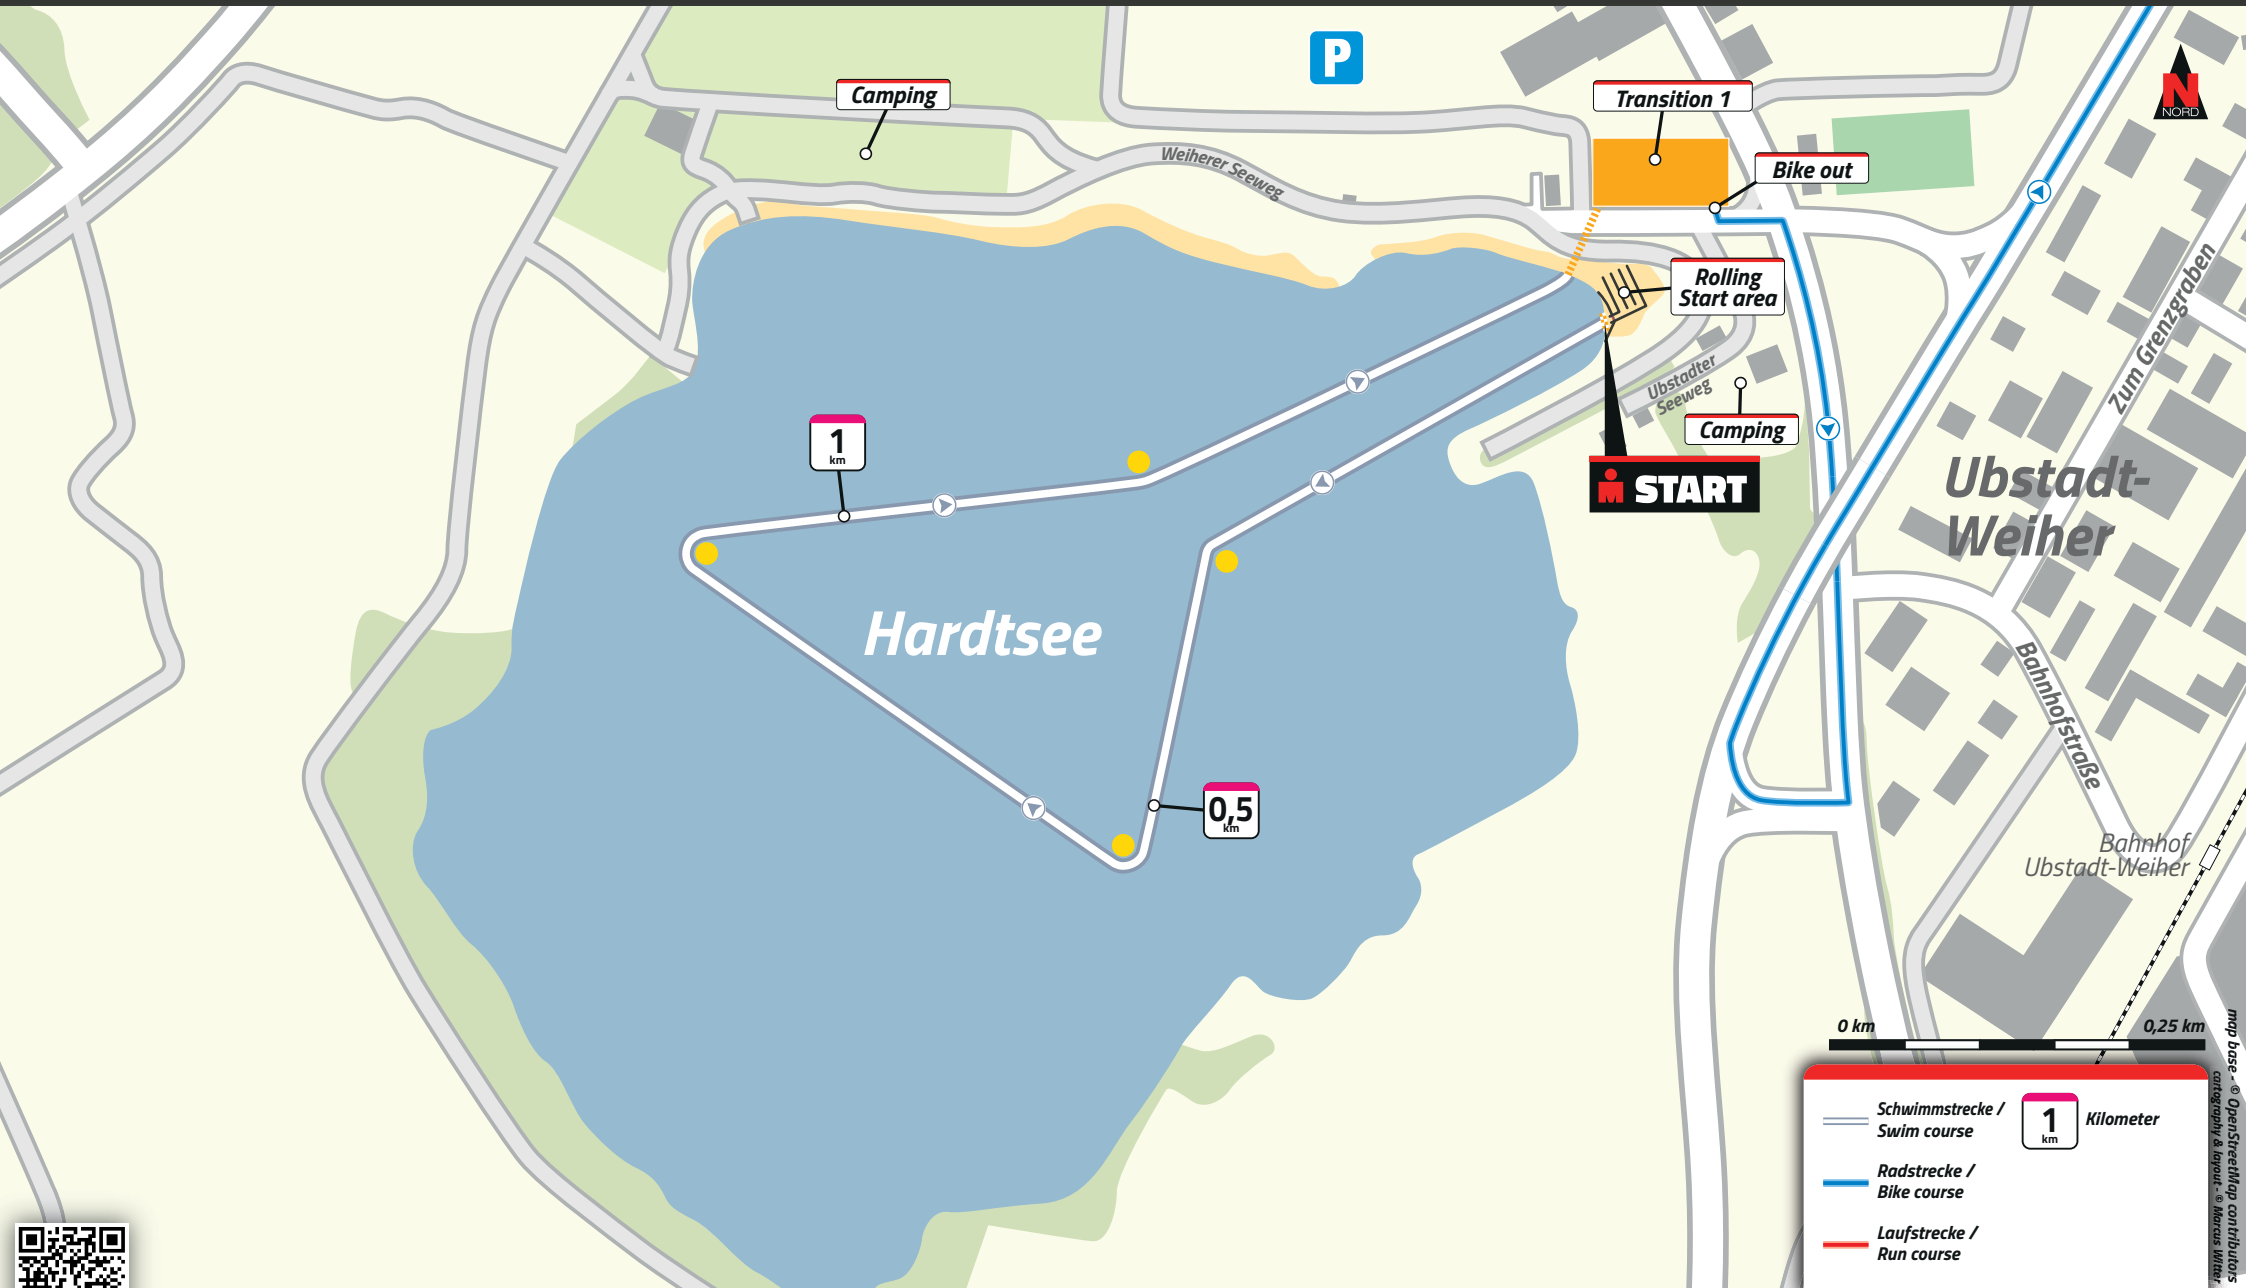 P
Camping
Transition 1
N
NORD
Weiherer Seeweg
Bike out
Rolling
Start area
Zum Grenzgraben
Ubstadter
Seeweg
Camping
1
km
START
Ubstadt-
Weiher
Hardtsee
Bahnhofstraße
0,5
km
Bahnhof
Ubstadt-Weiher
0 km
0,25 km
Schwimmstrecke /
Swim course
1
km
Kilometer
Radstrecke /
Bike course
Laufstrecke /
Run course
map base - © OpenStreetMap contributors
cartography & layout - © Marcus Witter